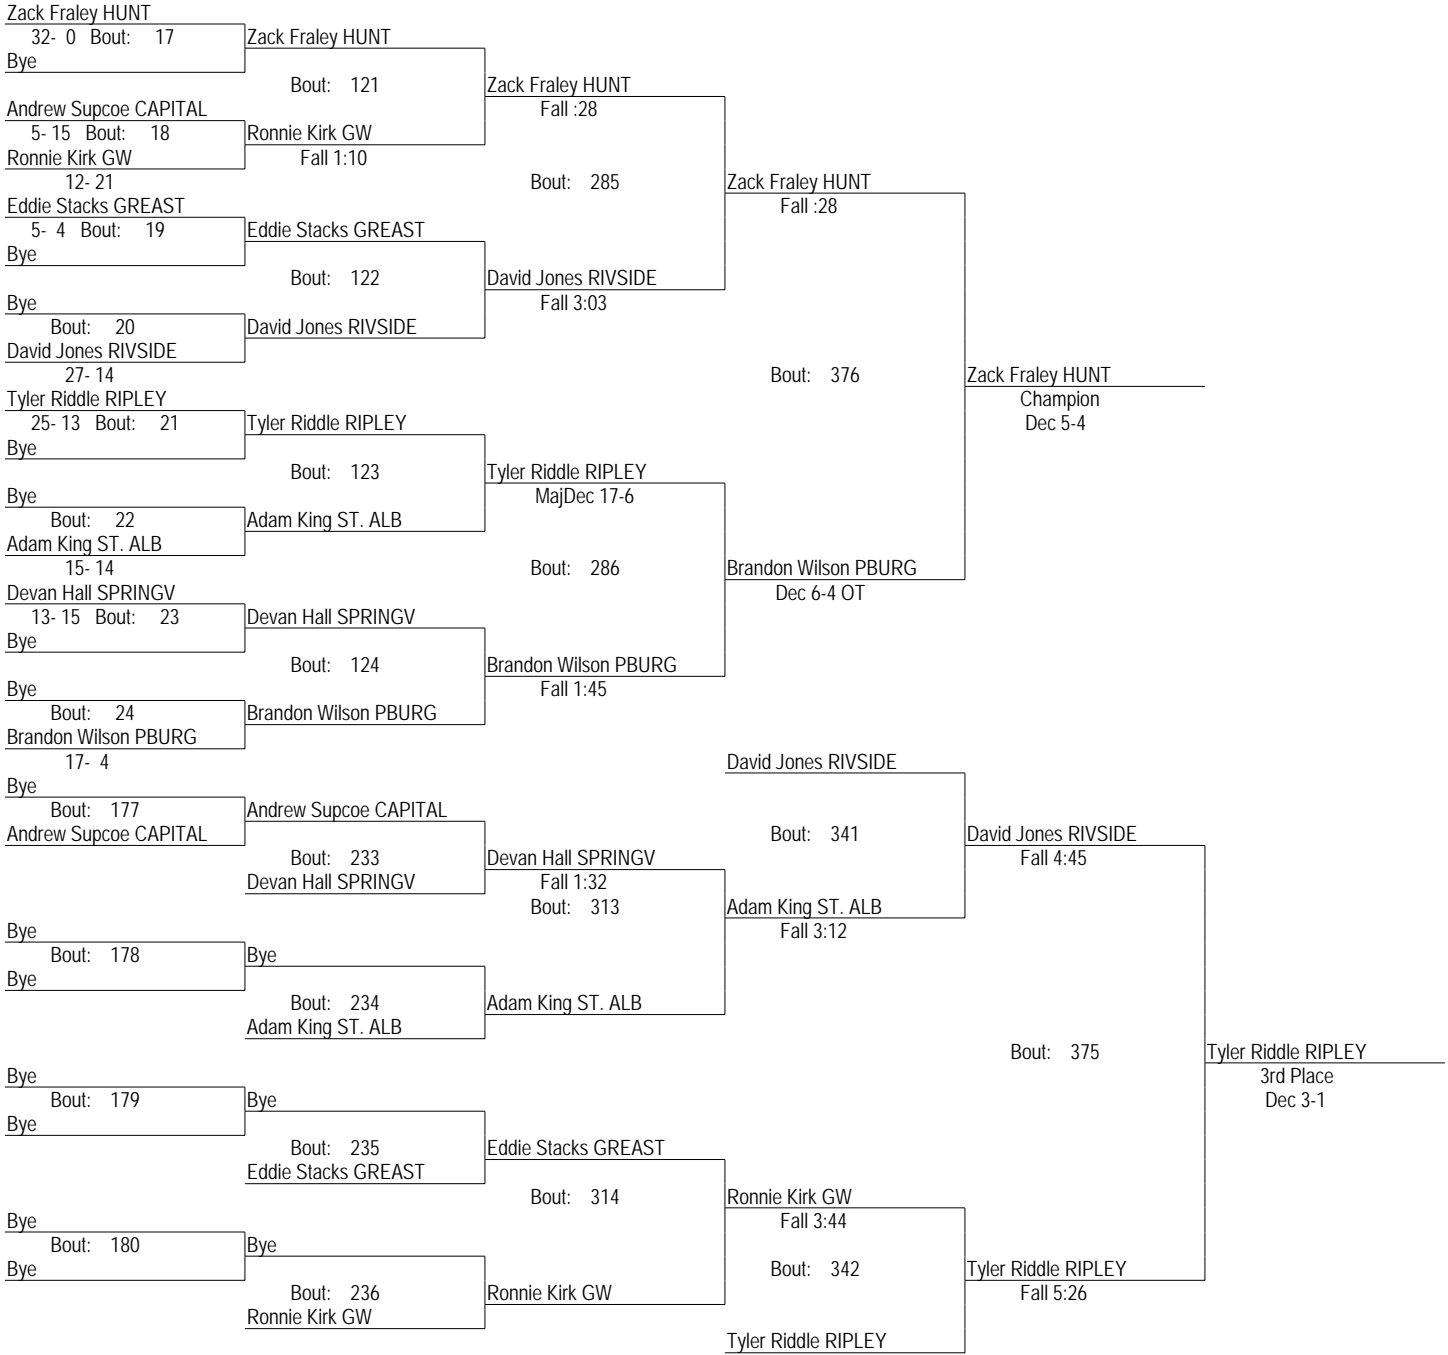 Zack Fraley HUNT
32- 0 Bout: 17
Zack Fraley HUNT
Bye
Bout: 121
Zack Fraley HUNT
Andrew Supcoe CAPITAL
Fall :28
5- 15 Bout: 18
Ronnie Kirk GW
Ronnie Kirk GW
Fall 1:10
12- 21
Bout: 285
Zack Fraley HUNT
Eddie Stacks GREAST
Fall :28
5- 4 Bout: 19
Eddie Stacks GREAST
Bye
Bout: 122
David Jones RIVSIDE
Bye
Fall 3:03
Bout: 20
David Jones RIVSIDE
David Jones RIVSIDE
27- 14
Bout: 376
Zack Fraley HUNT
Tyler Riddle RIPLEY
Champion
25- 13 Bout: 21
Tyler Riddle RIPLEY
Dec 5-4
Bye
Bout: 123
Tyler Riddle RIPLEY
Bye
MajDec 17-6
Bout: 22
Adam King ST. ALB
Adam King ST. ALB
15- 14
Bout: 286
Brandon Wilson PBURG
Devan Hall SPRINGV
Dec 6-4 OT
13- 15 Bout: 23
Devan Hall SPRINGV
Bye
Bout: 124
Brandon Wilson PBURG
Bye
Fall 1:45
Bout: 24
Brandon Wilson PBURG
Brandon Wilson PBURG
17- 4
David Jones RIVSIDE
Bye
Bout: 177
Andrew Supcoe CAPITAL
Andrew Supcoe CAPITAL
Bout: 341
David Jones RIVSIDE
Bout: 233
Devan Hall SPRINGV
Fall 4:45
Devan Hall SPRINGV
Fall 1:32
Bout: 313
Adam King ST. ALB
Bye
Fall 3:12
Bout: 178
Bye
Bye
Bout: 234
Adam King ST. ALB
Adam King ST. ALB
Bout: 375
Tyler Riddle RIPLEY
Bye
3rd Place
Bout: 179
Bye
Dec 3-1
Bye
Bout: 235
Eddie Stacks GREAST
Eddie Stacks GREAST
Bout: 314
Ronnie Kirk GW
Bye
Fall 3:44
Bout: 180
Bye
Bye
Bout: 342
Tyler Riddle RIPLEY
Bout: 236
Ronnie Kirk GW
Fall 5:26
Ronnie Kirk GW
Tyler Riddle RIPLEY